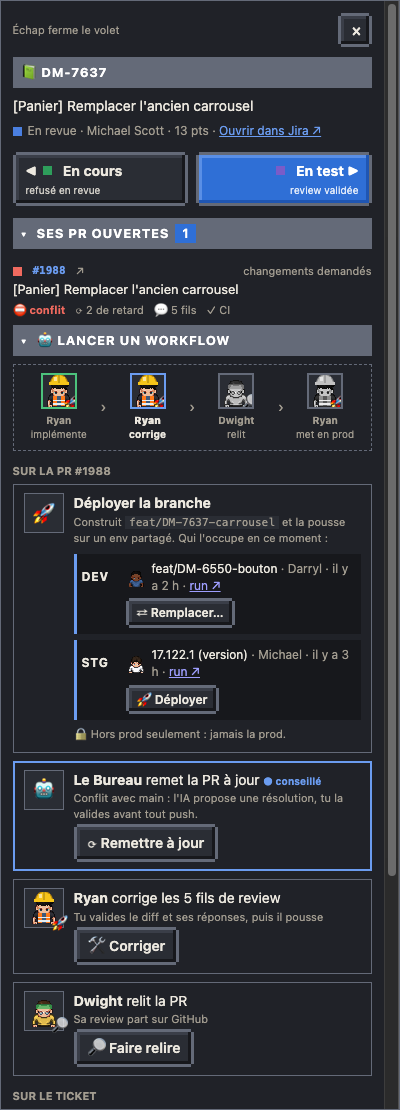 Échap ferme le volet
×
DM-7637
[Panier] Remplacer l'ancien carrousel
En revue · Michael Scott · 13 pts · Ouvrir dans Jira ↗
◀ En cours
refusé en revue
En test ▶
review validée
▾ SES PR OUVERTES 1
#1988 ↗
changements demandés
[Panier] Remplacer l'ancien carrousel
⛔ conflit ⟳ 2 de retard 💬 5 fils ✓ CI
▾ 🤖 LANCER UN WORKFLOW
Ryan
implémente
›
Ryan
corrige
›
Dwight
relit
›
Ryan
met en prod
SUR LA PR #1988
Déployer la branche
Construit feat/DM-7637-carrousel et la pousse
sur un env partagé. Qui l'occupe en ce moment :
DEV
feat/DM-6550-bouton · Darryl · il y
a 2 h · run ↗
⇄ Remplacer…
STG
17.122.1 (version) · Michael · il y a 3
h · run ↗
🚀 Déployer
🔒 Hors prod seulement : jamais la prod.
Le Bureau remet la PR à jour ● conseillé
Conflit avec main : l'IA propose une résolution, tu la
valides avant tout push.
⟳ Remettre à jour
Ryan corrige les 5 fils de review
Tu valides le diff et ses réponses, puis il pousse
🛠 Corriger
Dwight relit la PR
Sa review part sur GitHub
🔎 Faire relire
SUR LE TICKET